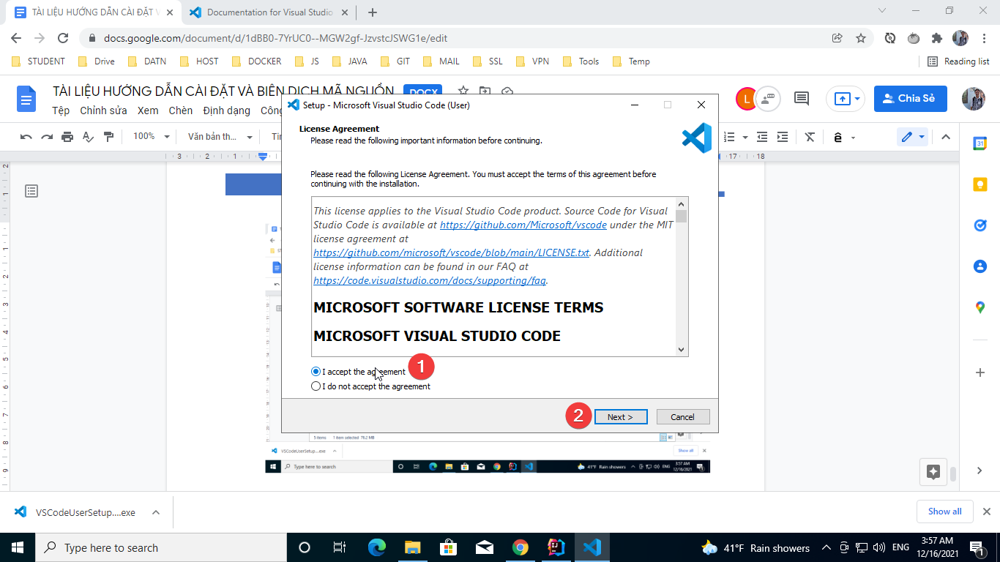 TÀI LIỆU HƯỚNG DẪN CÀI ĐẶT V
Documentation for Visual Studio
docs.google.com/document/d/1dBB0-7YrUC0--MGW2gf-JzvstcJSWG1e/edit
STUDENT Drive DATN HOST DOCKER JS JAVA GIT MAIL SSL VPN Tools Temp Reading list
TÀI LIỆU HƯỚNG DẪN CÀI ĐẶT VÀ BIÊN DỊCH MÃ NGUỒN .DOCX
L
Chia Sẻ
Tệp Chỉnh sửa Xem Chèn Định dạng Công
100% Văn bản th...
3 2 1 17 18
Setup - Microsoft Visual Studio Code (User)
License Agreement
Please read the following important information before continuing.
Please read the following License Agreement. You must accept the terms of this agreement before
continuing with the installation.
This license applies to the Visual Studio Code product. Source Code for Visual
Studio Code is available at https://github.com/Microsoft/vscode under the MIT
license agreement at
https://github.com/microsoft/vscode/blob/main/LICENSE.txt. Additional
license information can be found in our FAQ at
https://code.visualstudio.com/docs/supporting/faq.
MICROSOFT SOFTWARE LICENSE TERMS
MICROSOFT VISUAL STUDIO CODE
I accept the agreement 1
I do not accept the agreement
2 Next > Cancel
5 items 1 item selected 76.2 MB
VSCodeUserSetup....exe Show all
Type here to search 41°F Rain showers ENG 3:57 AM
12/16/2021
VSCodeUserSetup....exe
Show all
Type here to search
41°F Rain showers
ENG
3:57 AM
12/16/2021
1